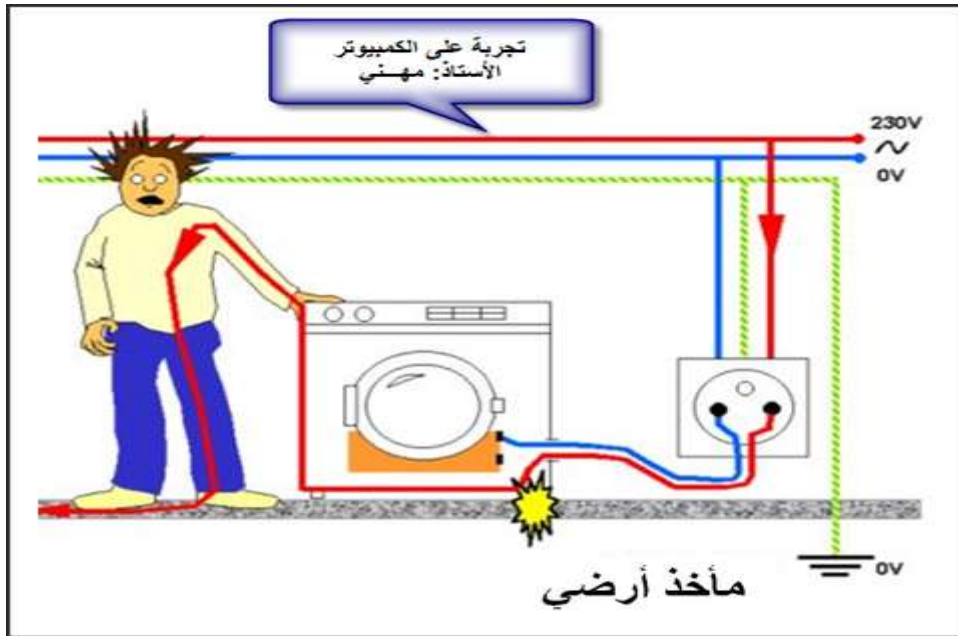 تجربة على الكمبيوتر
الأستاذ: مهـــني
230V
0V
0V
مأخذ أرضي